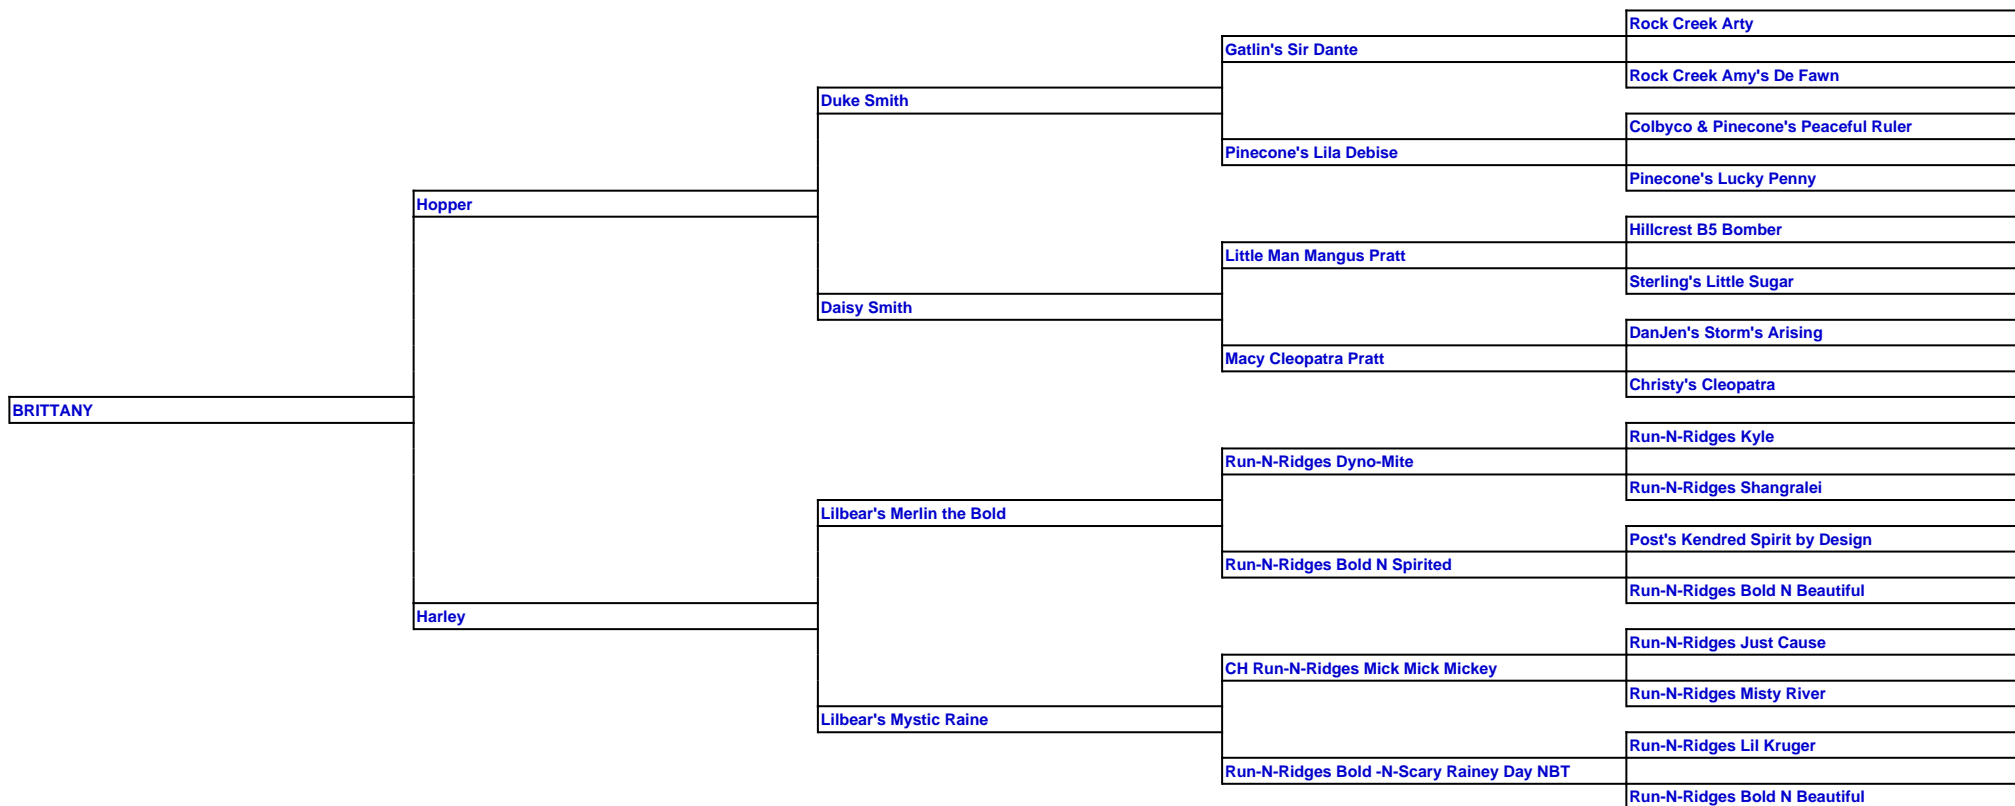 Rock Creek Arty
Gatlin's Sir Dante
Rock Creek Amy's De Fawn
Duke Smith
Colbyco & Pinecone's Peaceful Ruler
Pinecone's Lila Debise
Pinecone's Lucky Penny
Hopper
Hillcrest B5 Bomber
Little Man Mangus Pratt
Sterling's Little Sugar
Daisy Smith
DanJen's Storm's Arising
Macy Cleopatra Pratt
Christy's Cleopatra
BRITTANY
Run-N-Ridges Kyle
Run-N-Ridges Dyno-Mite
Run-N-Ridges Shangralei
Lilbear's Merlin the Bold
Post's Kendred Spirit by Design
Run-N-Ridges Bold N Spirited
Run-N-Ridges Bold N Beautiful
Harley
Run-N-Ridges Just Cause
CH Run-N-Ridges Mick Mick Mickey
Run-N-Ridges Misty River
Lilbear's Mystic Raine
Run-N-Ridges Lil Kruger
Run-N-Ridges Bold -N-Scary Rainey Day NBT
Run-N-Ridges Bold N Beautiful